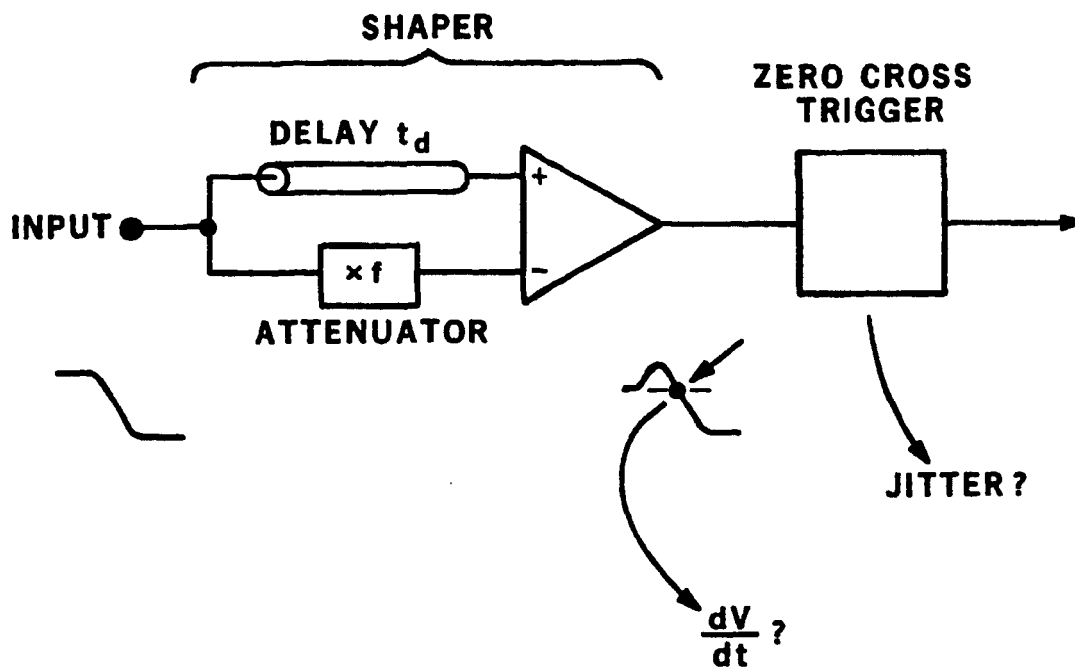 SHAPER
ZERO CROSS
TRIGGER
DELAY t_d
+
INPUT
× f
−
ATTENUATOR
JITTER ?
dV
dt
?